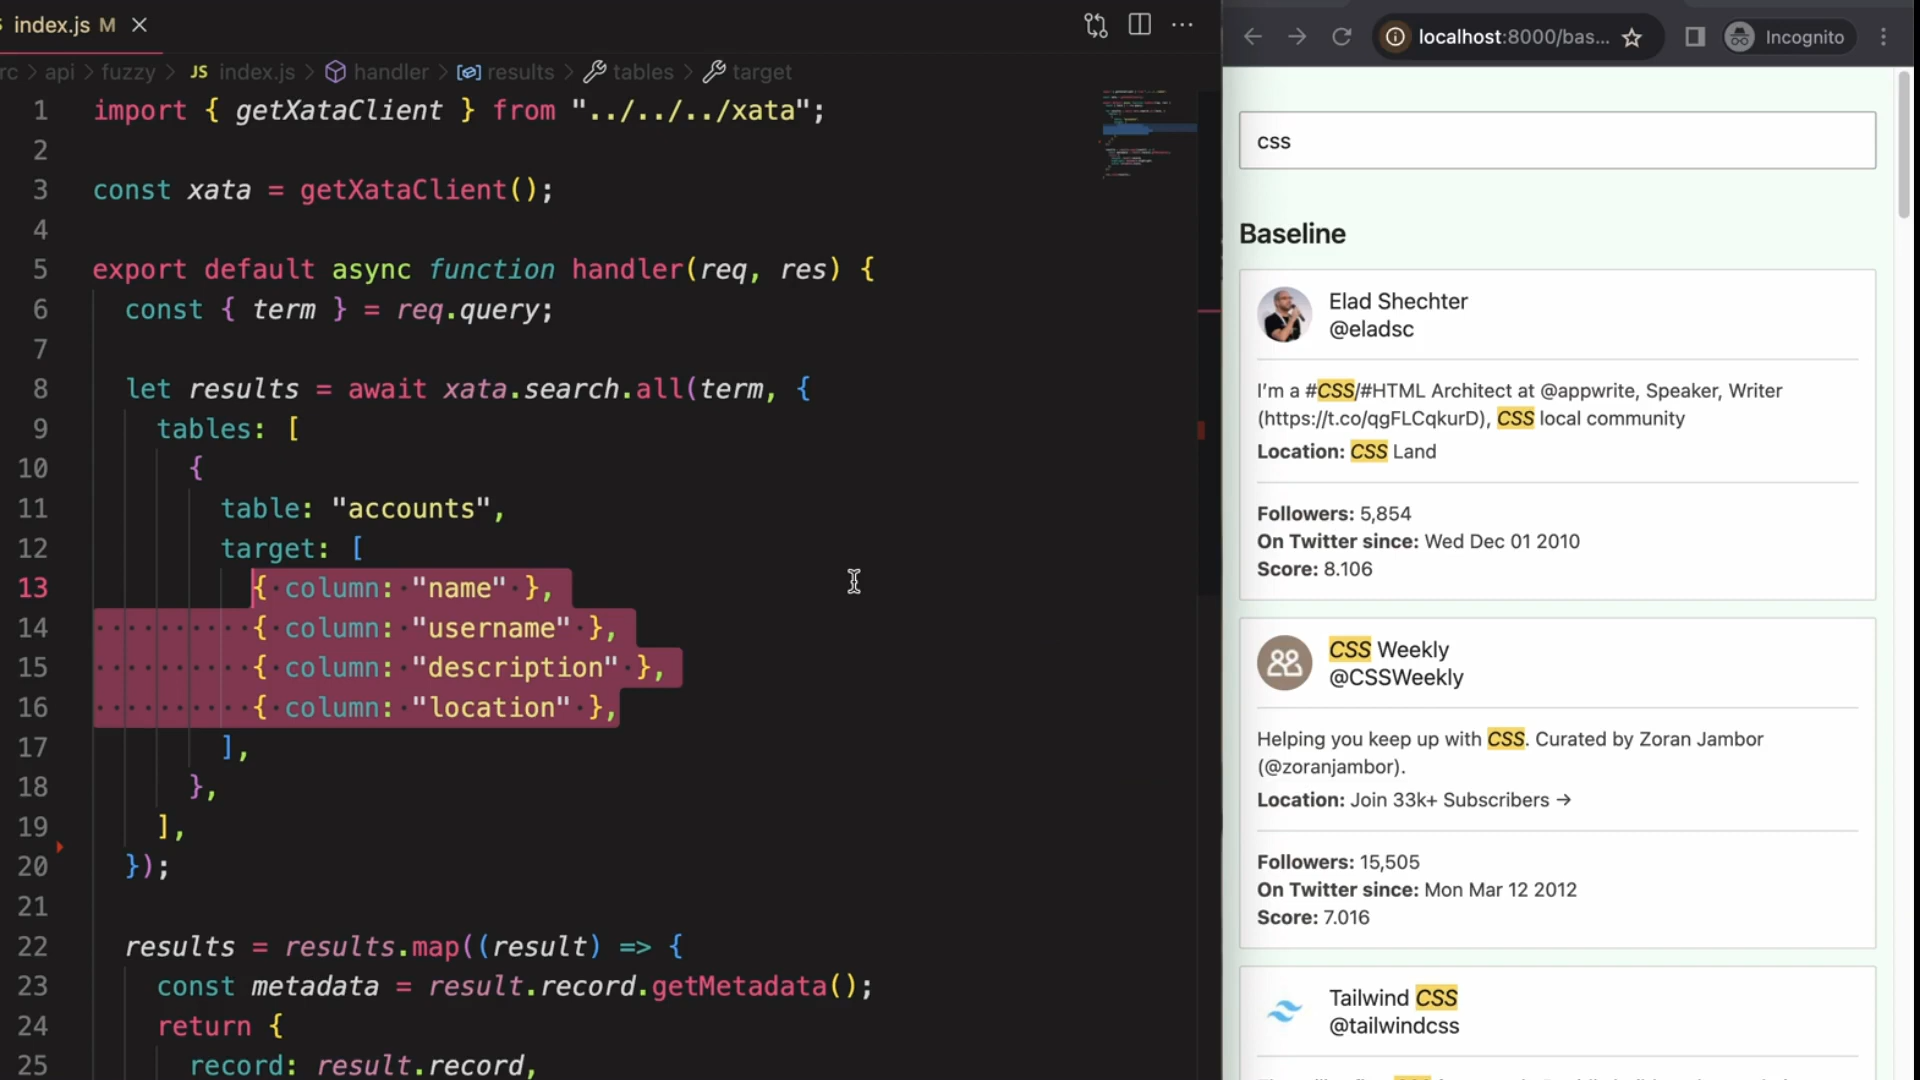 index.js M
rc > api > fuzzy > JS index.js > handler > results > tables > target
1 import { getXataClient } from "../../../xata";
2
3 const xata = getXataClient();
4
5 export default async function handler(req, res) {
6 const { term } = req.query;
7
8 let results = await xata.search.all(term, {
9 tables: [
10 {
11 table: "accounts",
12 target: [
13 { column: "name" },
14 { column: "username" },
15 { column: "description" },
16 { column: "location" },
17 ],
18 },
19 ],
20 });
21
22 results = results.map((result) => {
23 const metadata = result.record.getMetadata();
24 return {
25 record: result.record,
localhost:8000/bas...
Incognito
css
Baseline
Elad Shechter
@eladsc
I'm a #CSS/#HTML Architect at @appwrite, Speaker, Writer
(https://t.co/qgFLCqkurD), CSS local community
Location: CSS Land
Followers: 5,854
On Twitter since: Wed Dec 01 2010
Score: 8.106
CSS Weekly
@CSSWeekly
Helping you keep up with CSS. Curated by Zoran Jambor
(@zoranjambor).
Location: Join 33k+ Subscribers →
Followers: 15,505
On Twitter since: Mon Mar 12 2012
Score: 7.016
Tailwind CSS
@tailwindcss